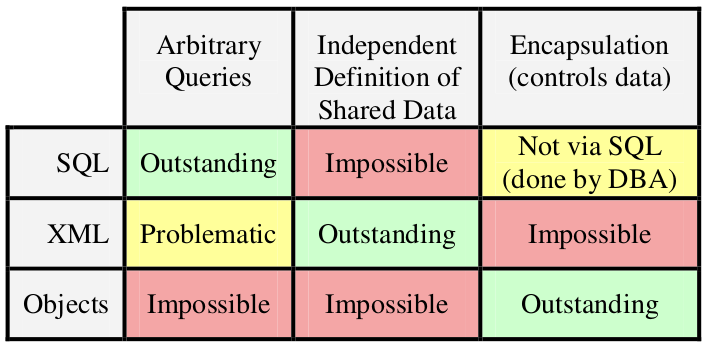 Arbitrary
Queries
Independent
Definition of
Shared Data
Encapsulation
(controls data)
SQL
Outstanding
Impossible
Not via SQL
(done by DBA)
XML
Problematic
Outstanding
Impossible
Objects
Impossible
Impossible
Outstanding